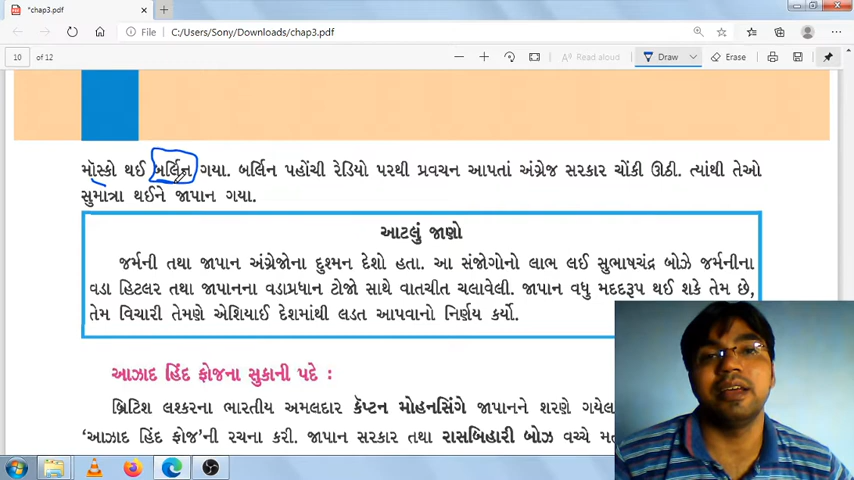 *chap3.pdf
File
C:/Users/Sony/Downloads/chap3.pdf
10 of 12
Read aloud
Draw
Erase
મૉસ્કો થઈ બર્લિન ગયા. બર્લિન પહોંચી રેડિયો પરથી પ્રવચન આપતાં અંગ્રેજ સરકાર ચોંકી ઊઠી. ત્યાંથી તેઓ
સુમાત્રા થઈને જાપાન ગયા.
આટલું જાણો
જર્મની તથા જાપાન અંગ્રેજોના દુશ્મન દેશો હતા. આ સંજોગોનો લાભ લઈ સુભાષચંદ્ર બોઝે જર્મનીના
વડા હિટલર તથા જાપાનના વડાપ્રધાન ટોજો સાથે વાતચીત ચલાવેલી. જાપાન વધુ મદદરૂપ થઈ શકે તેમ છે,
તેમ વિચારી તેમણે એશિયાઈ દેશમાંથી લડત આપવાનો નિર્ણય કર્યો.
આઝાદ હિંદ ફોજના સુકાની પદે :
બ્રિટિશ લશ્કરના ભારતીય અમલદાર કૅપ્ટન મોહનસિંગે જાપાનને શરણે ગયેલ
‘આઝાદ હિંદ ફોજ’ની રચના કરી. જાપાન સરકાર તથા રાસબિહારી બોઝ વચ્ચે